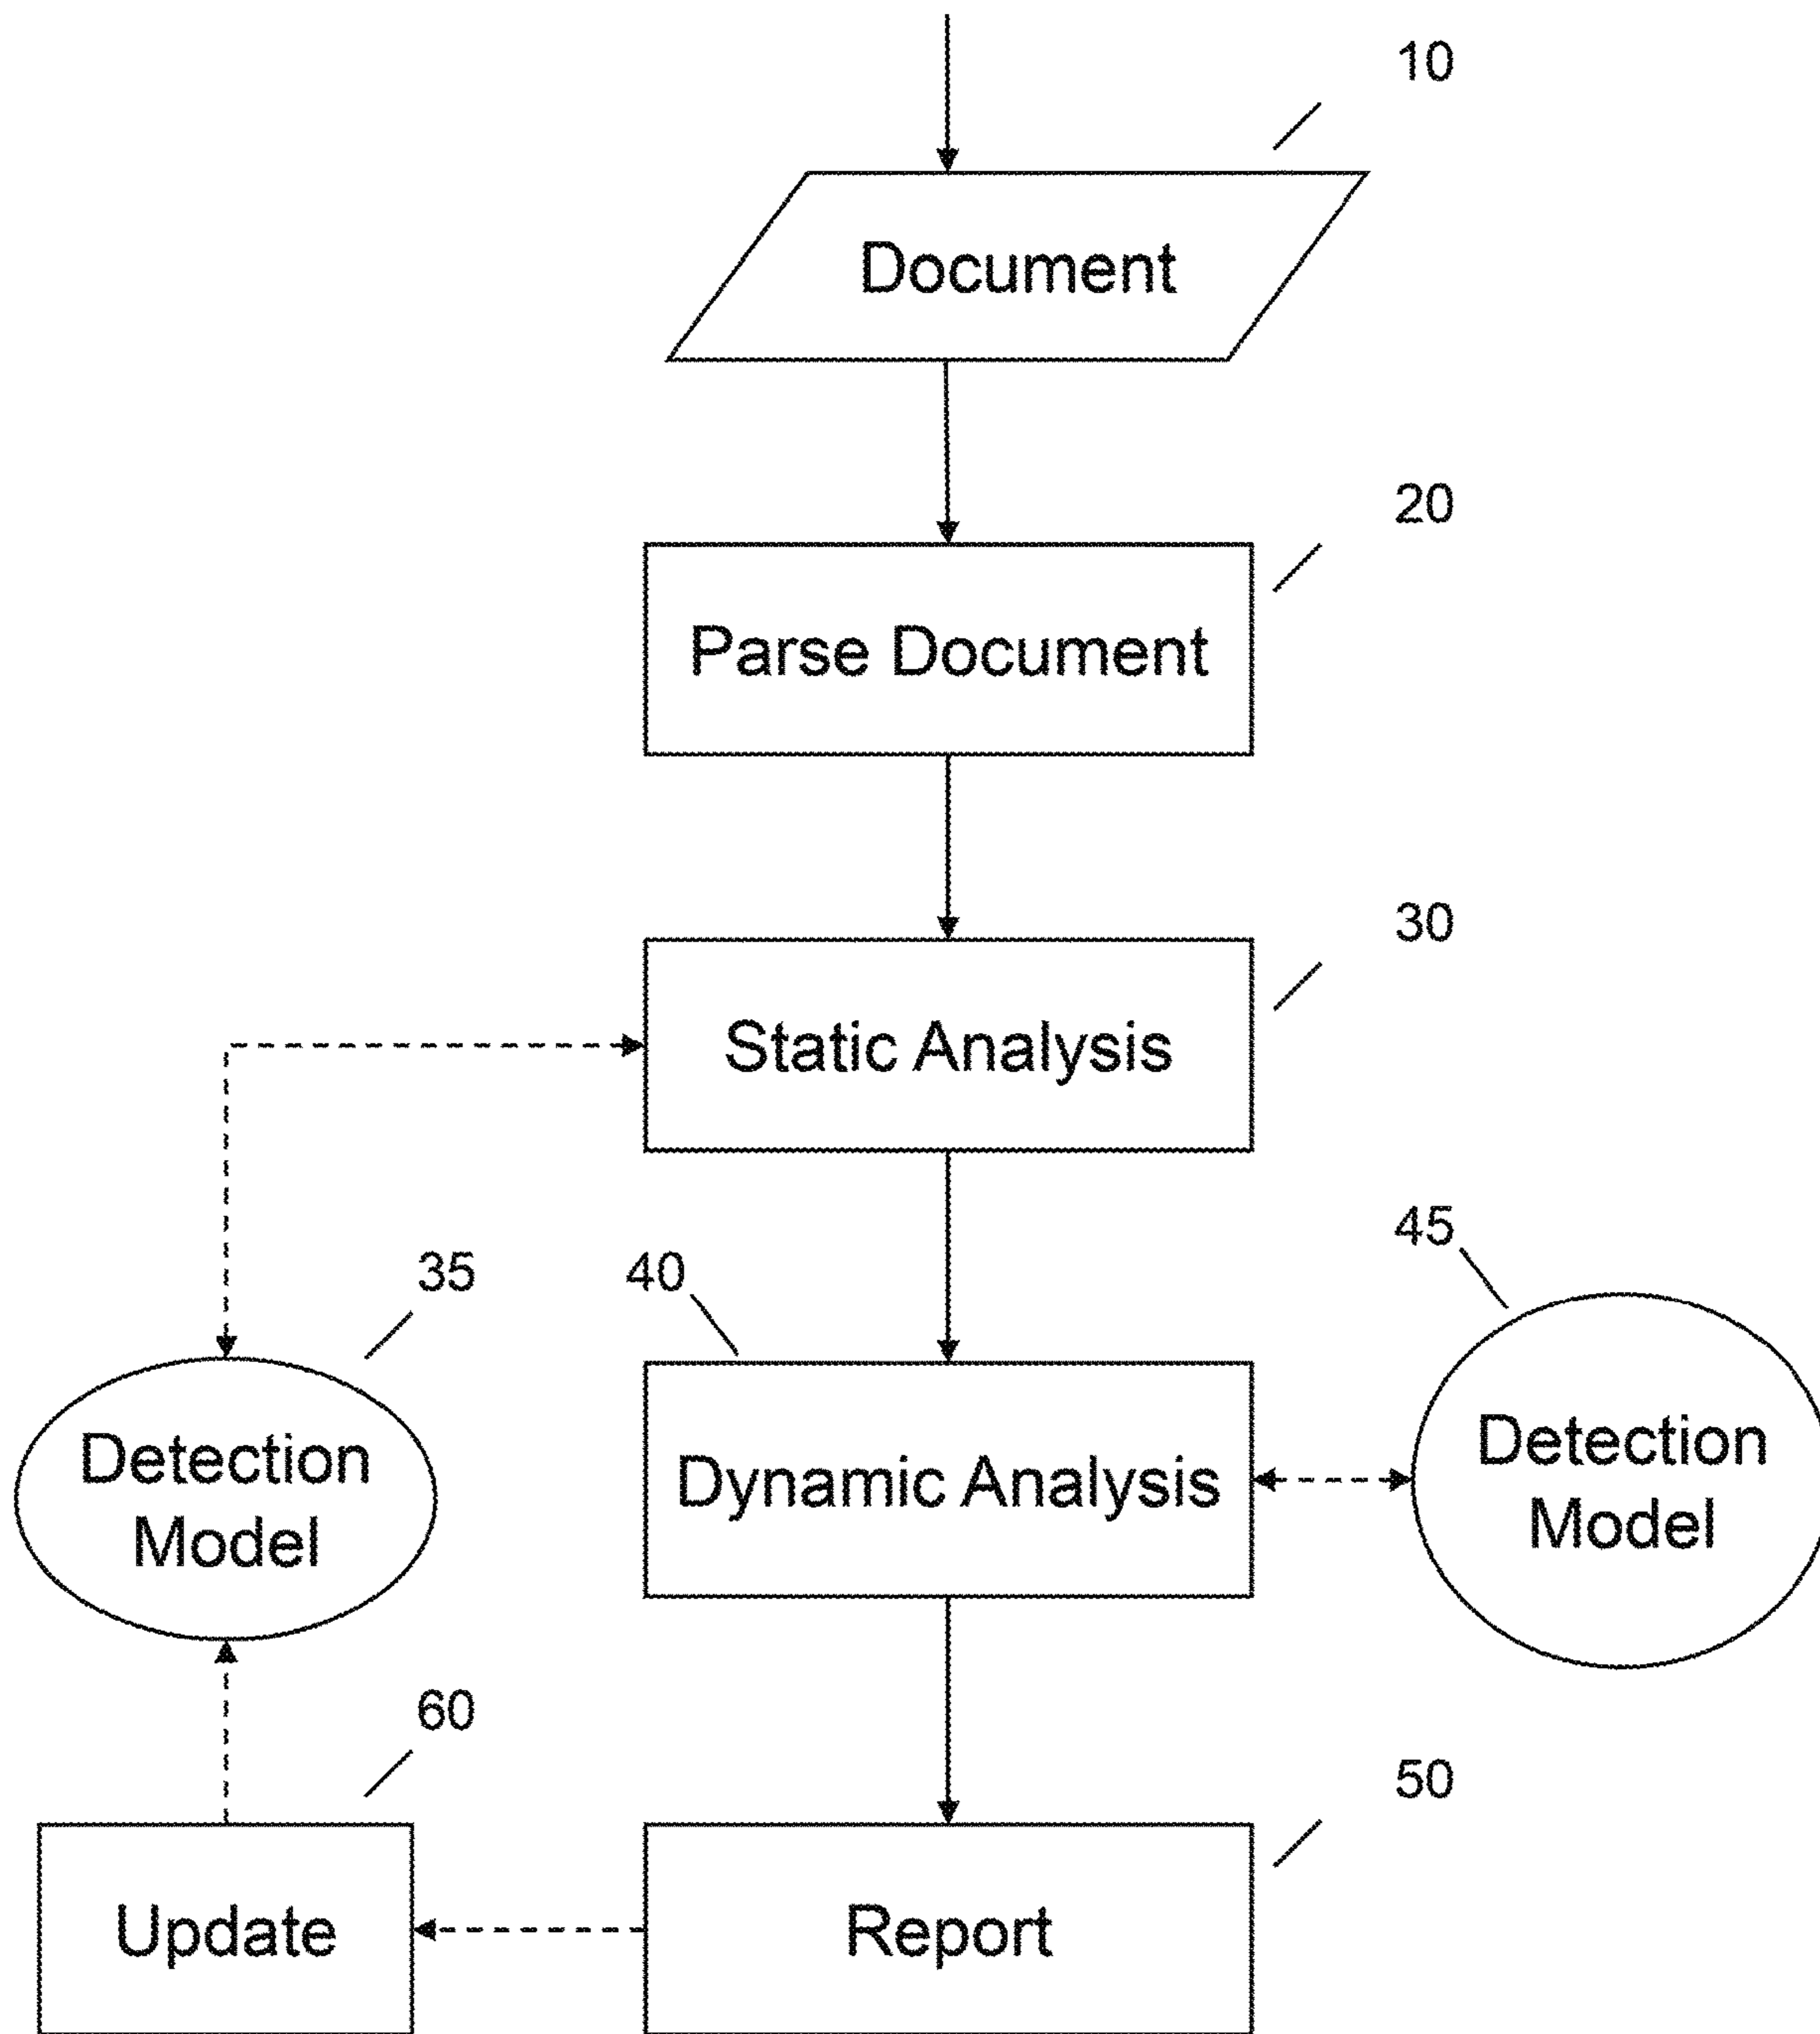 10
Document
20
Parse Document
30
Static Analysis
45
35
40
Detection
Model
Dynamic Analysis
Detection
Model
60
50
Update
Report